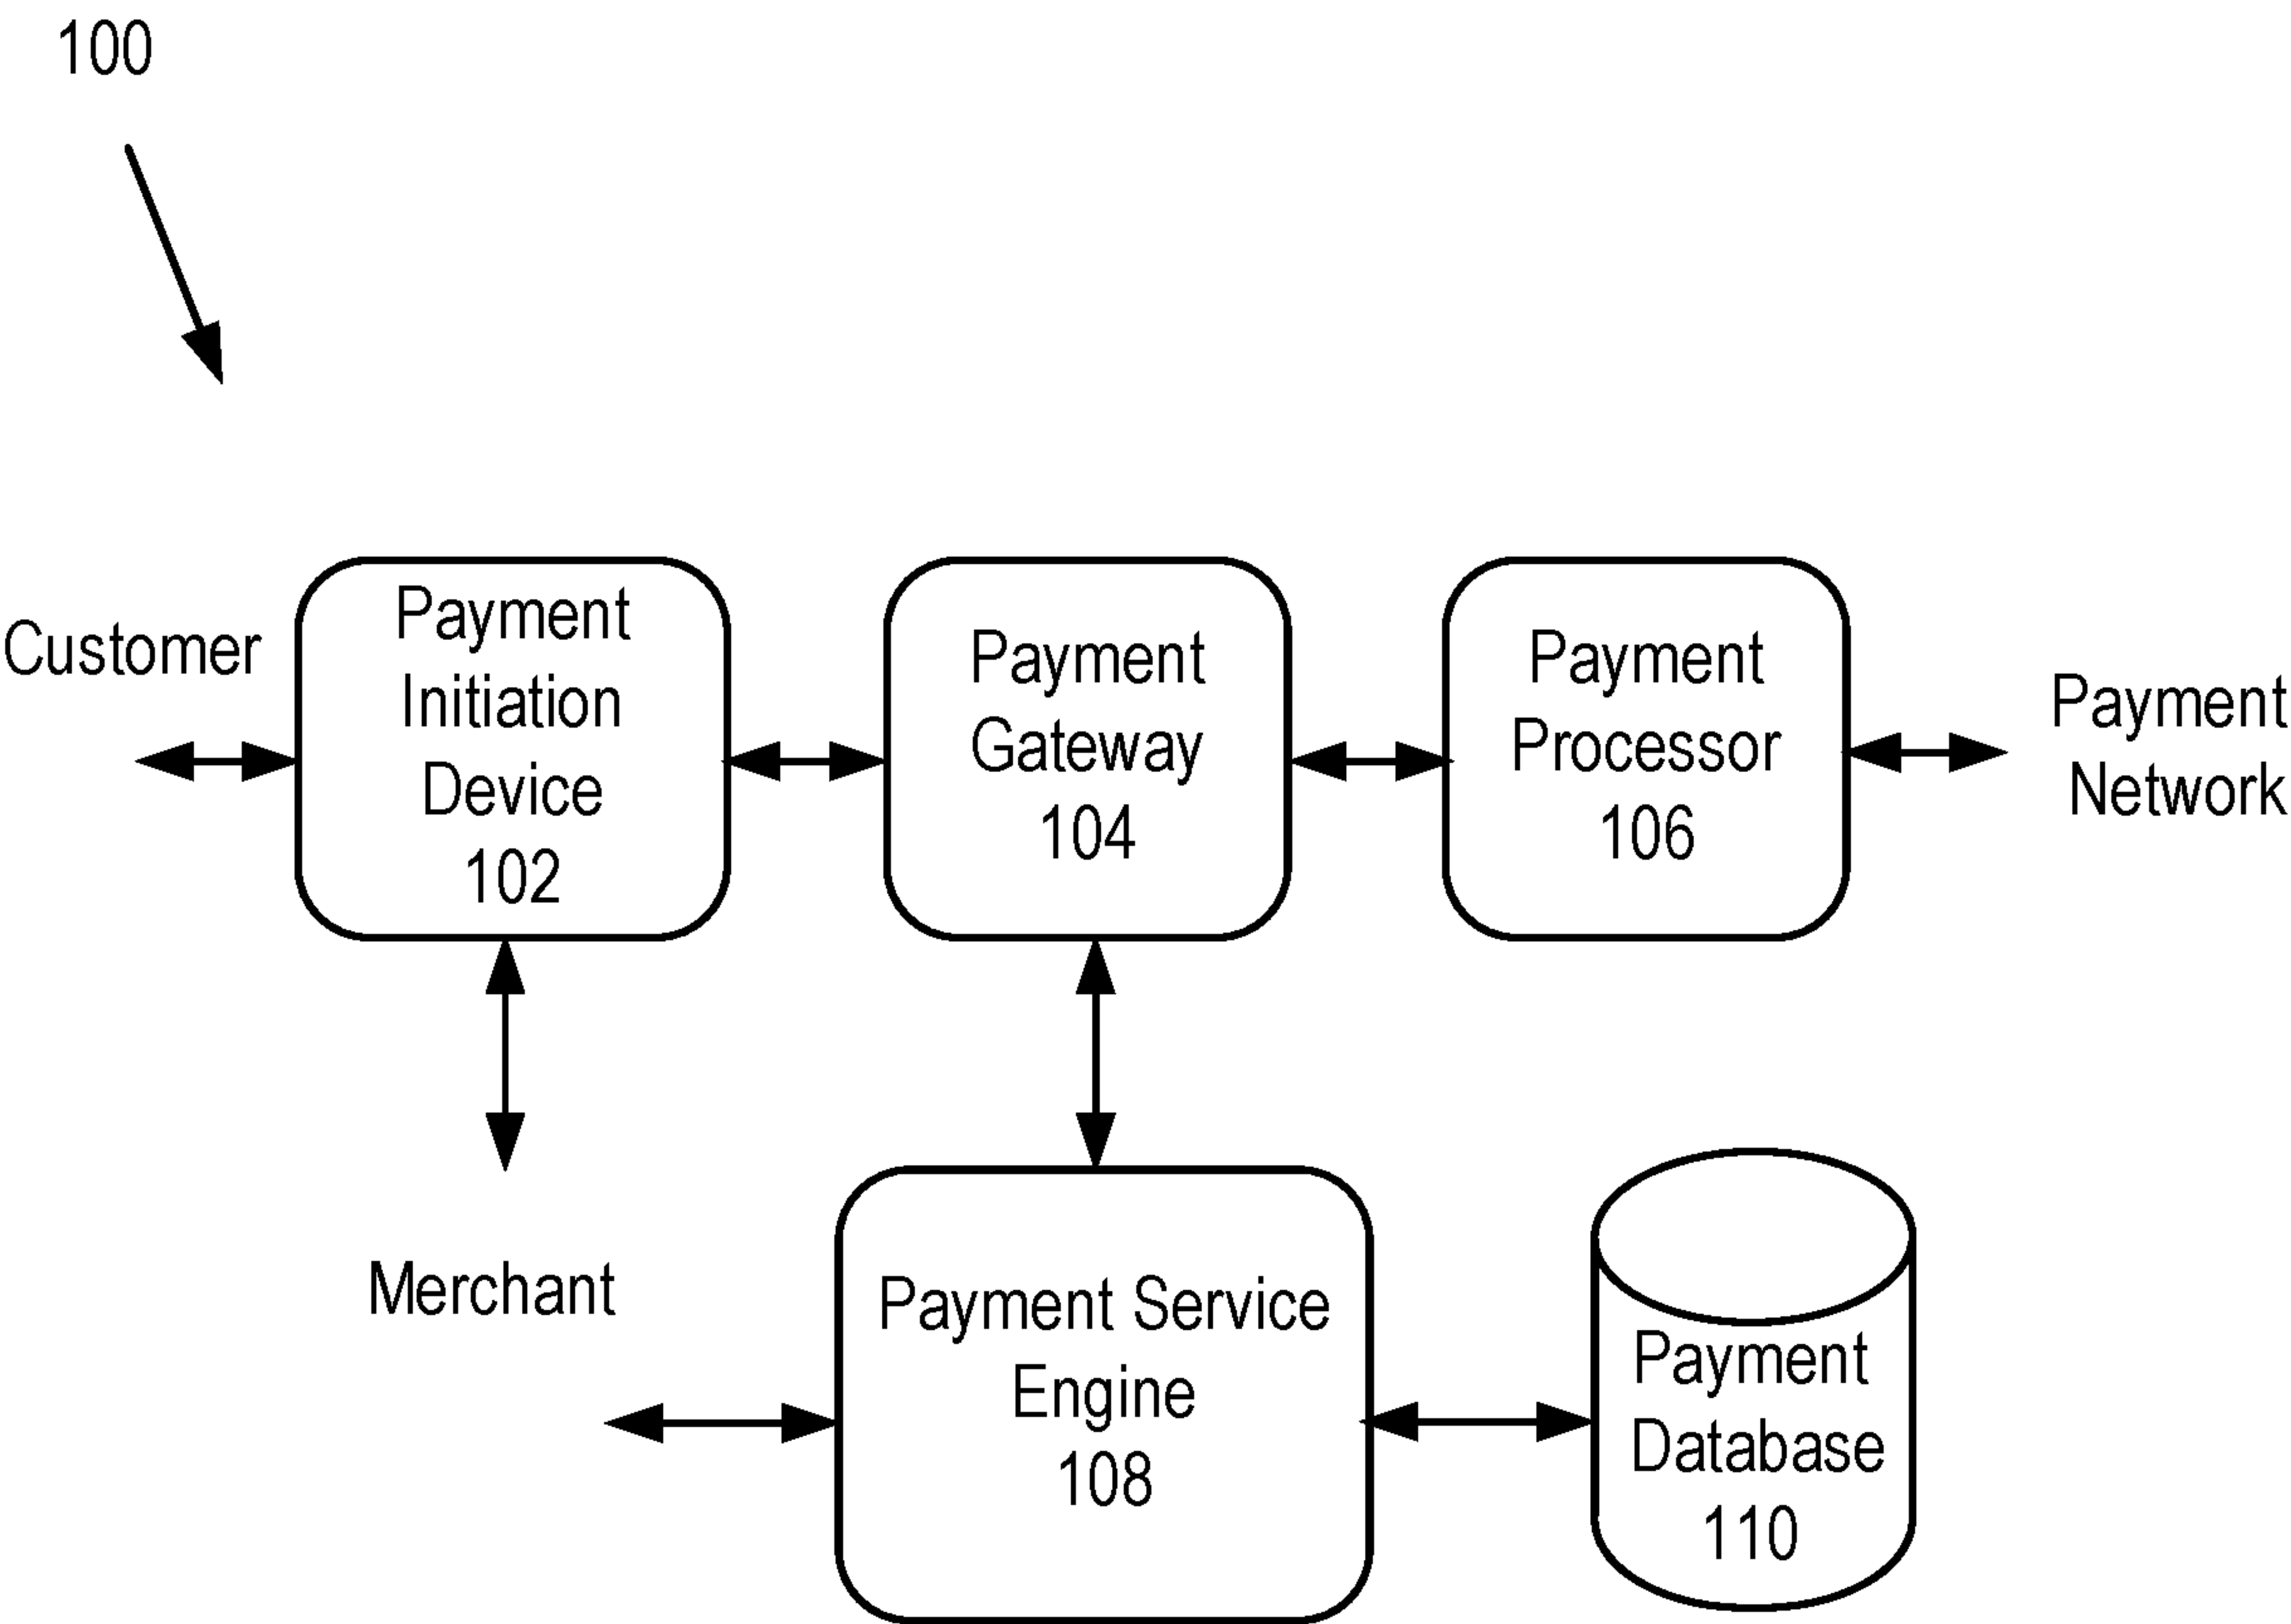 100
Customer
Payment
Initiation
Device
102
Payment
Gateway
104
Payment
Processor
106
Payment
Network
Merchant
Payment Service
Engine
108
Payment
Database
110